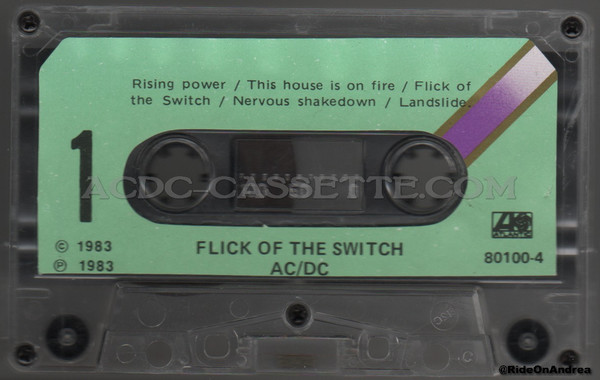 Rising power / This house is on fire / Flick of
the Switch / Nervous shakedown / Landslide.
1
ACDC-CASSETTE.COM
© 1983
℗ 1983
FLICK OF THE SWITCH
AC/DC
ATLANTIC
80100-4
@RideOnAndrea